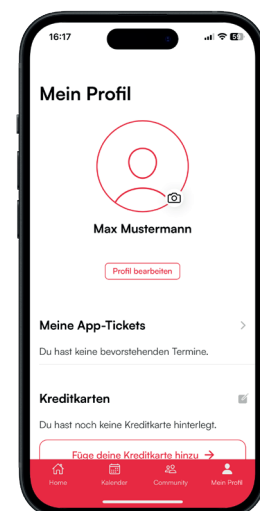 16:17
Mein Profil
Max Mustermann
Profil bearbeiten
Meine App-Tickets
Du hast keine bevorstehenden Termine.
Kreditkarten
Du hast noch keine Kreditkarte hinterlegt.
Füge deine Kreditkarte hinzu →
Home Kalender Community Mein Profil